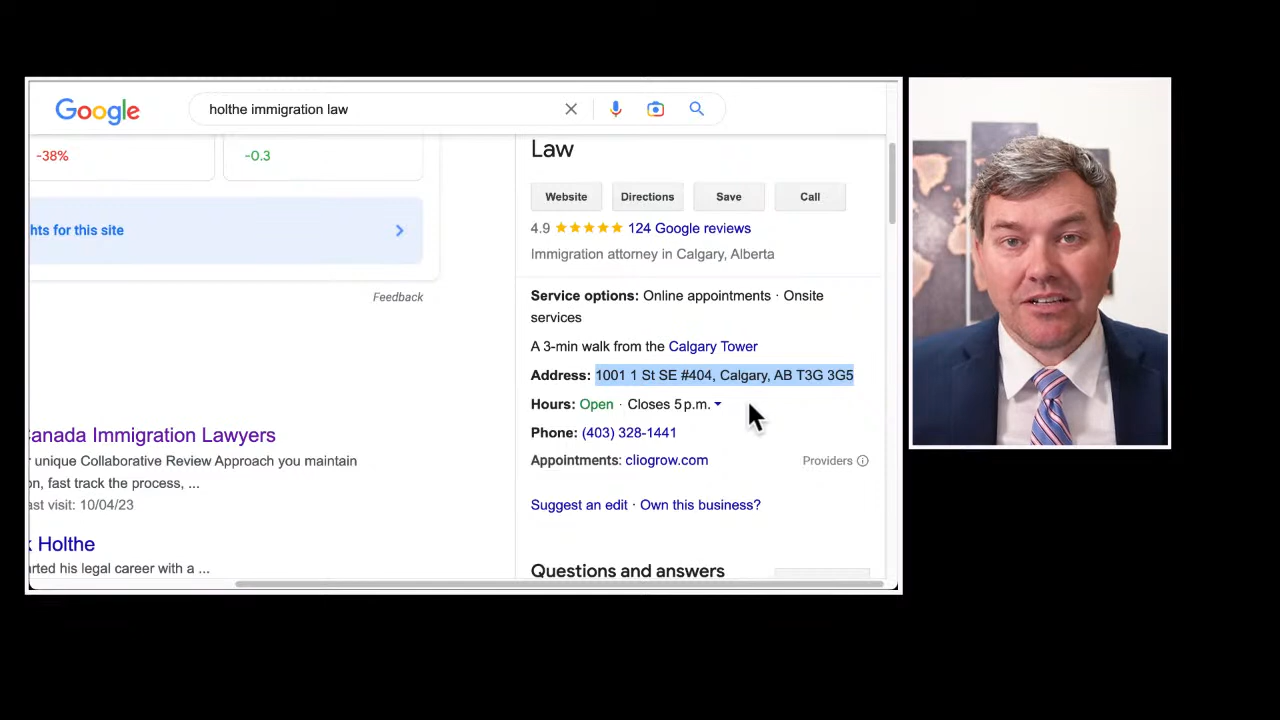 Google
holthe immigration law
-38%
-0.3
hts for this site
Feedback
anada Immigration Lawyers
unique Collaborative Review Approach you maintain
on, fast track the process, ...
ast visit: 10/04/23
Holthe
rted his legal career with a ...
Law
Website
Directions
Save
Call
4.9 ★★★★★ 124 Google reviews
Immigration attorney in Calgary, Alberta
Service options: Online appointments · Onsite
services
A 3-min walk from the Calgary Tower
Address: 1001 1 St SE #404, Calgary, AB T3G 3G5
Hours: Open · Closes 5 p.m.
Phone: (403) 328-1441
Appointments: cliogrow.com
Providers
Suggest an edit · Own this business?
Questions and answers